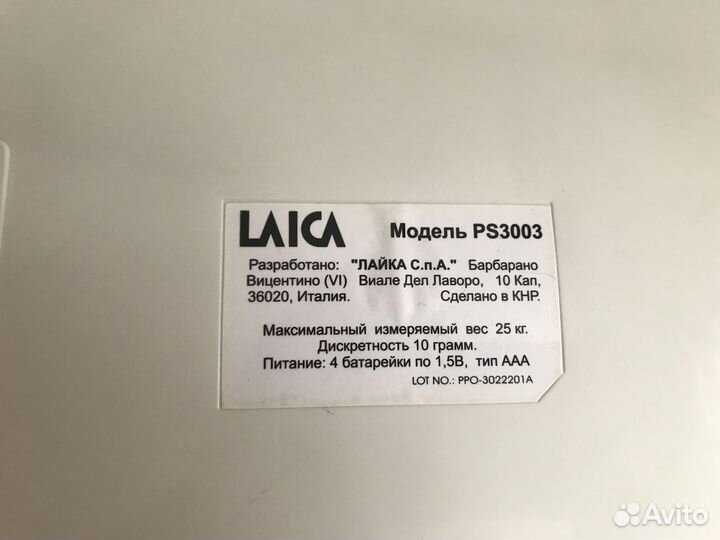 LAICA Модель PS3003
Разработано: "ЛАЙКА С.п.А." Барбарано
Вицентино (VI) Виале Дел Лаворо, 10 Кап,
36020, Италия. Сделано в КНР.
Максимальный измеряемый вес 25 кг.
Дискретность 10 грамм.
Питание: 4 батарейки по 1,5В, тип ААА
LOT NO.: PPO-3022201A
Avito